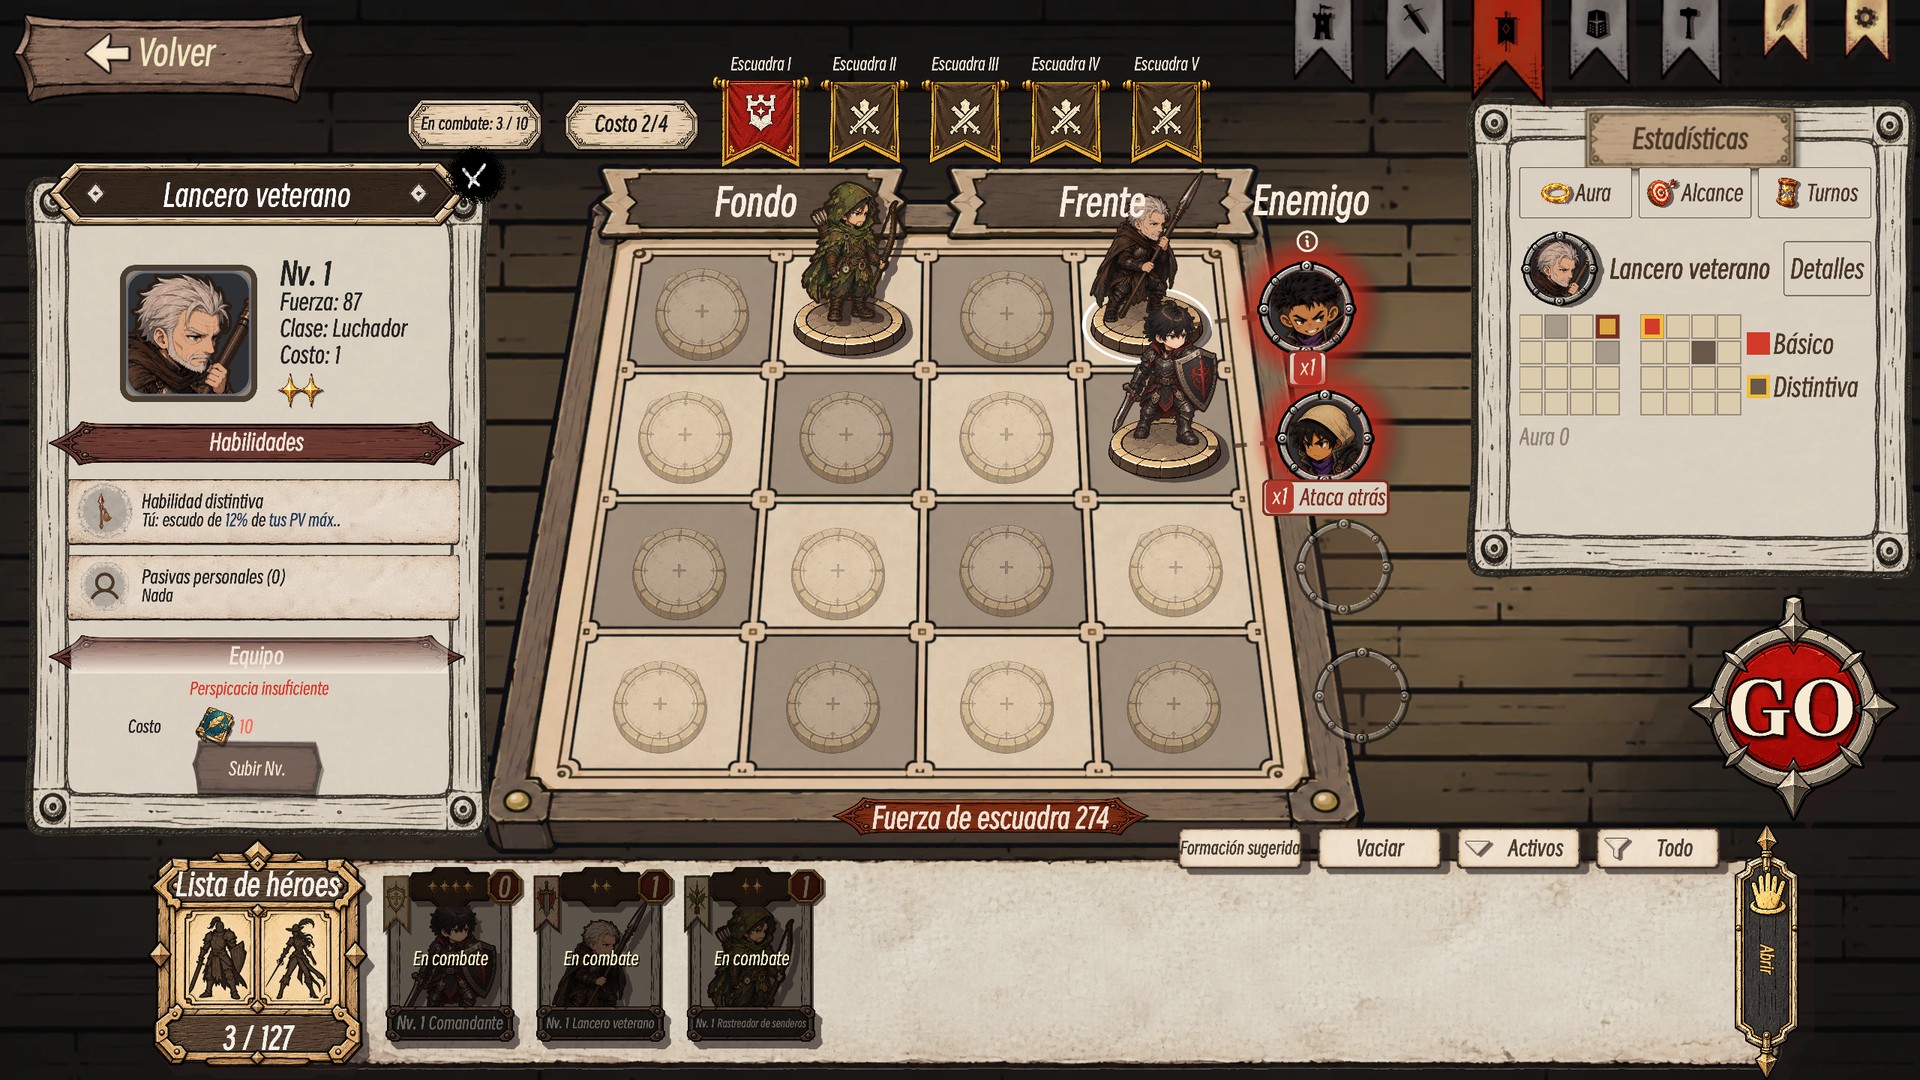 Volver
Escuadra I
Escuadra II
Escuadra III
Escuadra IV
Escuadra V
En combate: 3 / 10
Costo 2/4
Lancero veterano
Nv. 1
Fuerza: 87
Clase: Luchador
Costo: 1
Habilidades
Habilidad distintiva
Tú: escudo de 12% de tus PV máx..
Pasivas personales (0)
Nada
Equipo
Perspicacia insuficiente
Costo
10
Subir Nv.
Fondo
Frente
Enemigo
x1
x1 Ataca atrás
Fuerza de escuadra 274
Estadísticas
Aura
Alcance
Turnos
Lancero veterano
Detalles
Básico
Distintiva
Aura 0
GO
Formación sugerida
Vaciar
Activos
Todo
Lista de héroes
3 / 127
0
En combate
Nv. 1 Comandante
1
En combate
Nv. 1 Lancero veterano
1
En combate
Nv. 1 Rastreador de senderos
Abrir